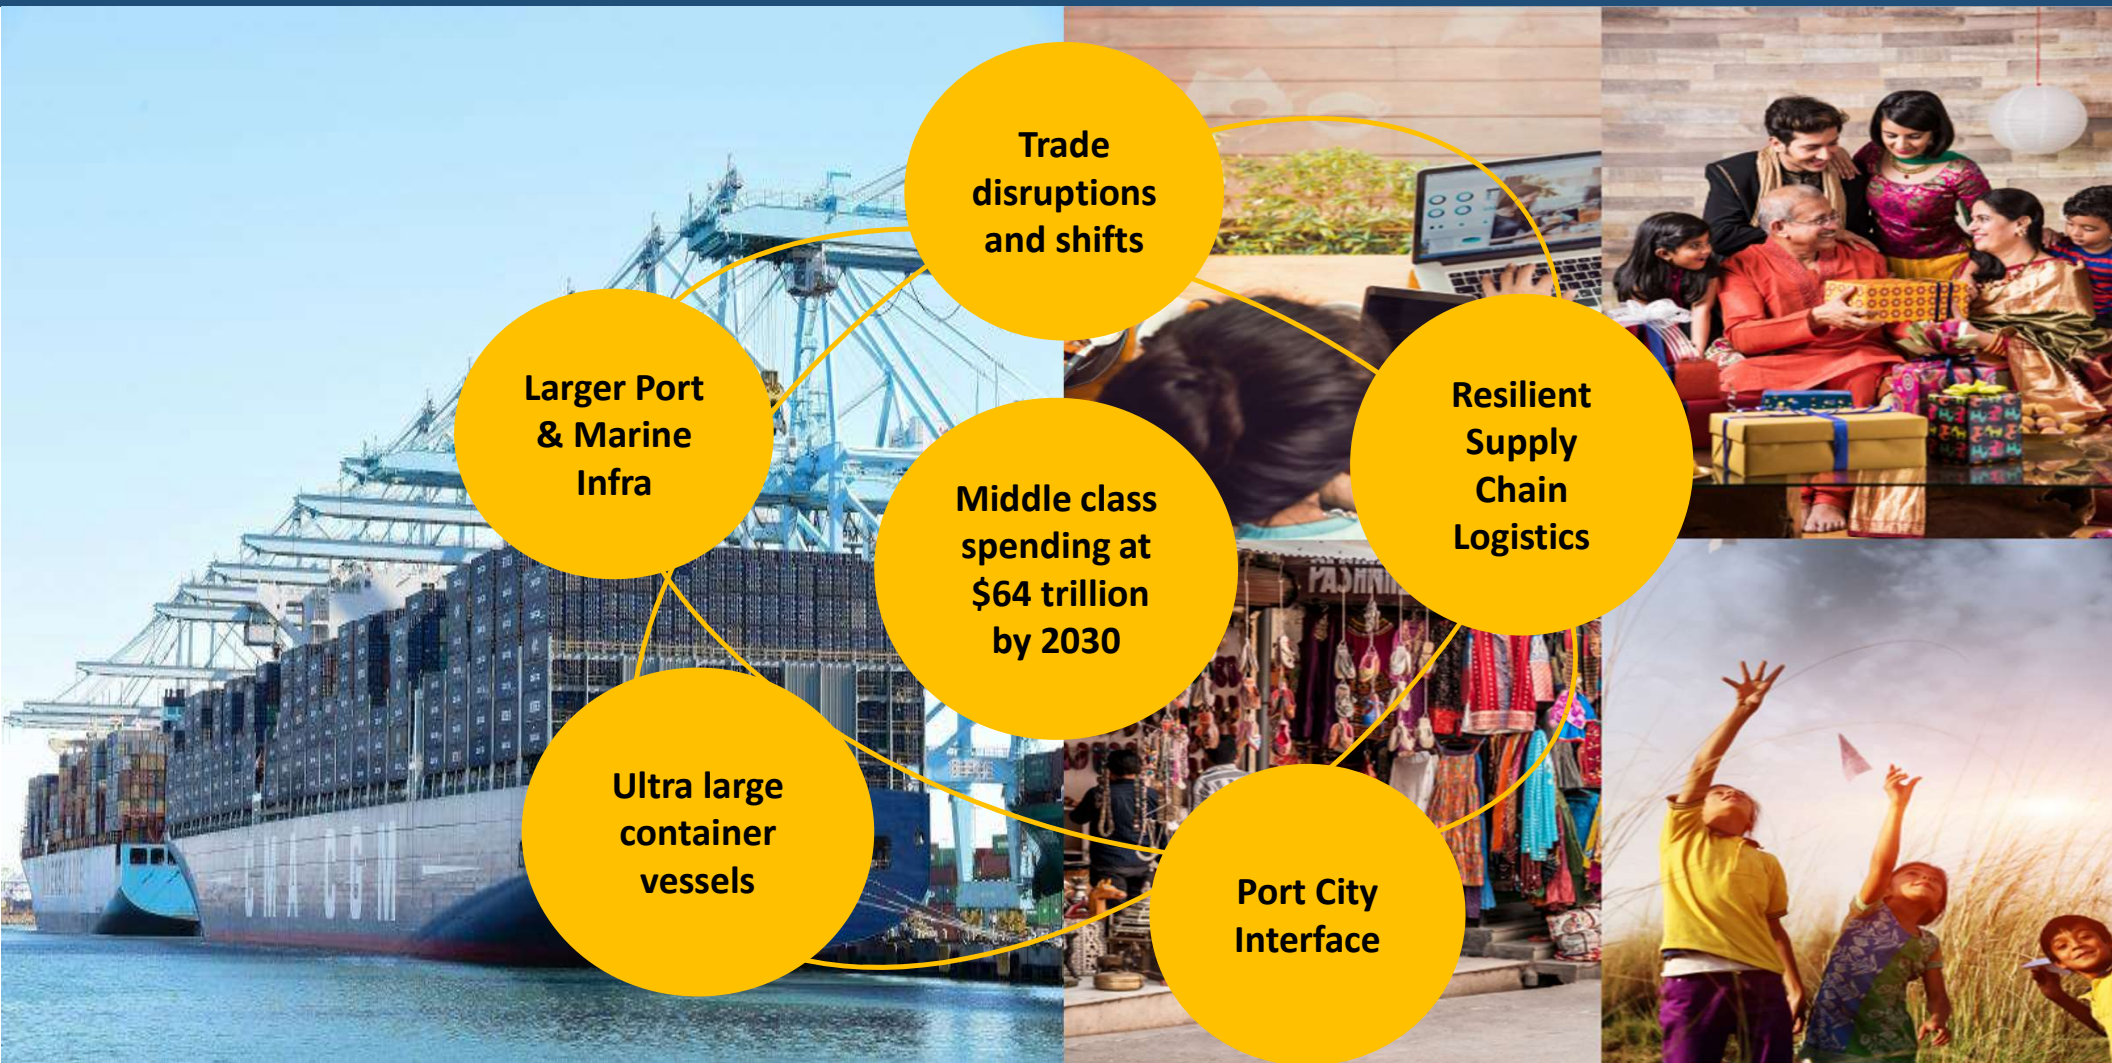 Trade
disruptions
and shifts
Larger Port
& Marine
Infra
Resilient
Supply
Chain
Logistics
Middle class
spending at
$64 trillion
by 2030
Ultra large
container
vessels
Port City
Interface
CMA CGM